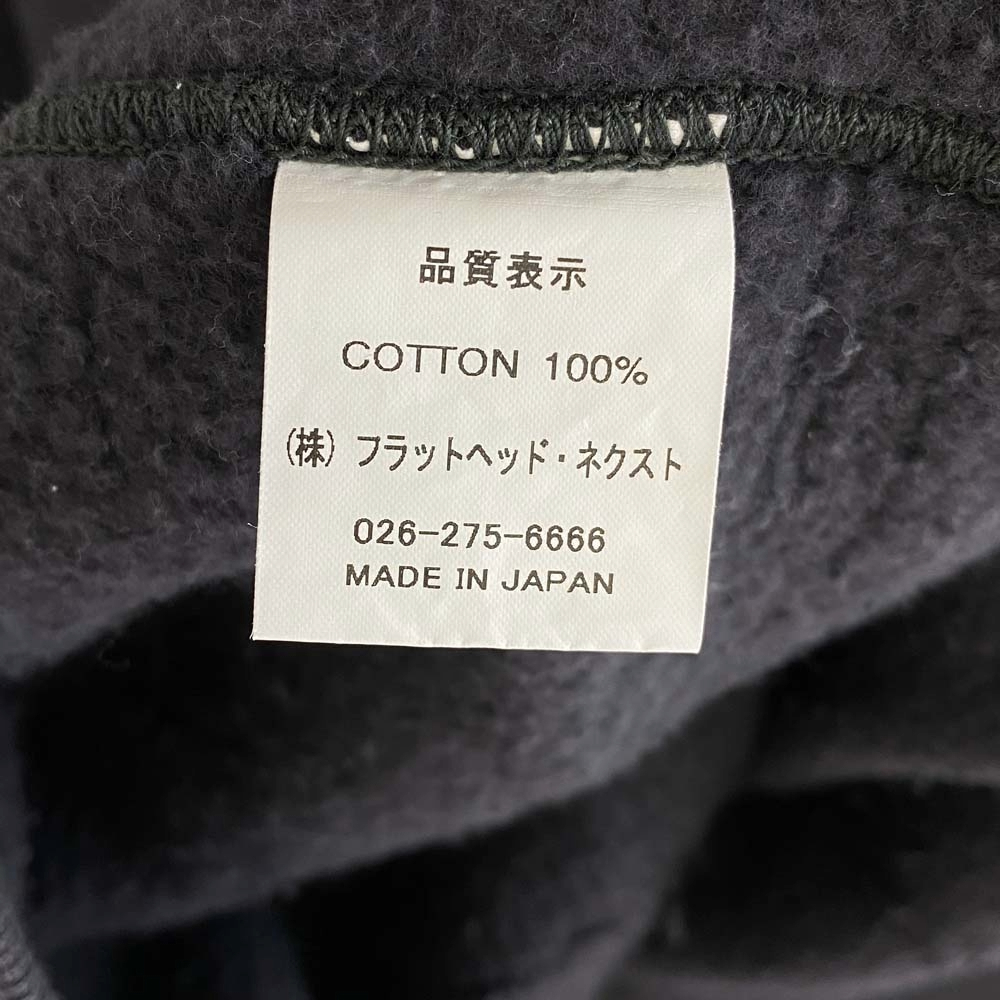 品質表示
COTTON 100%
(株) フラットヘッド・ネクスト
026-275-6666
MADE IN JAPAN